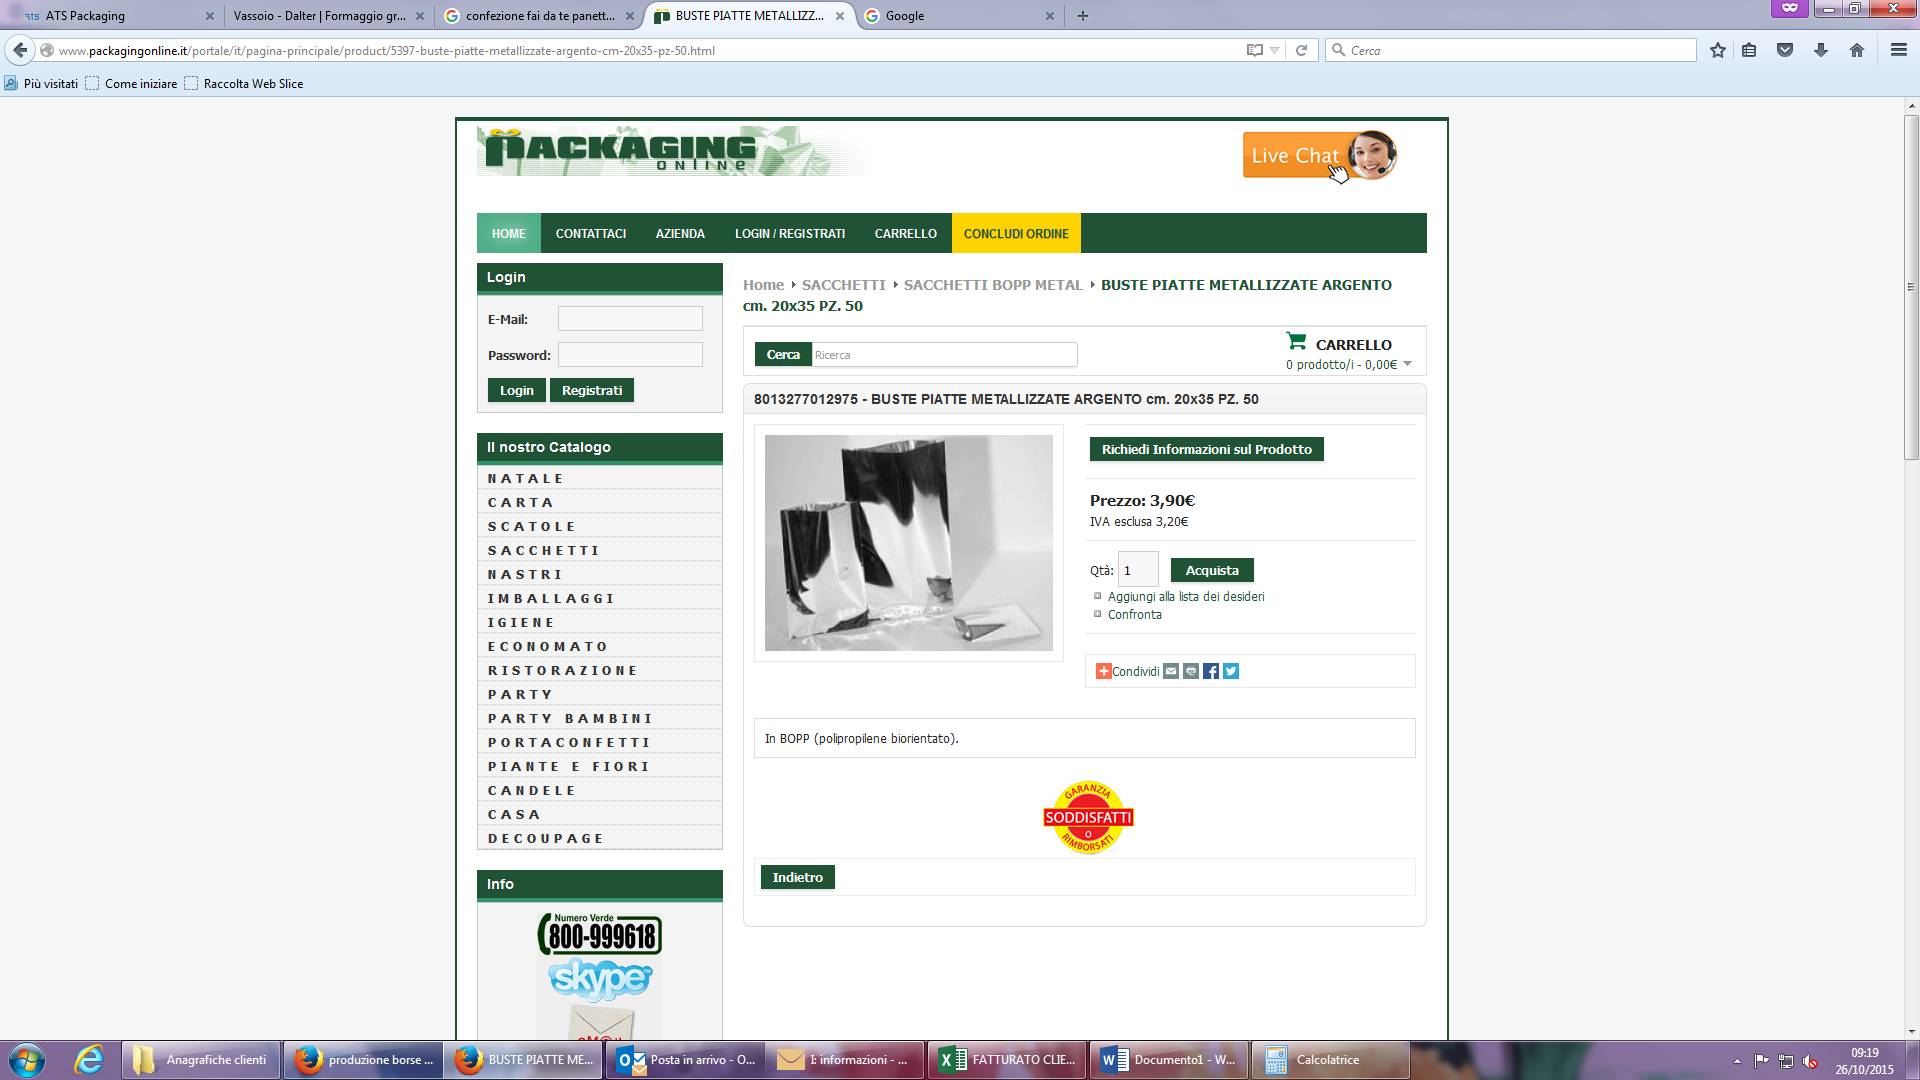 ats ATS Packaging
Vassoio - Dalter | Formaggio gr...
confezione fai da te panett...
BUSTE PIATTE METALLIZZ...
Google
www.packagingonline.it/portale/it/pagina-principale/product/5397-buste-piatte-metallizzate-argento-cm-20x35-pz-50.html
Cerca
Più visitati
Come iniziare
Raccolta Web Slice
PACKAGING
ONLINE
Live Chat
HOME
CONTATTACI
AZIENDA
LOGIN / REGISTRATI
CARRELLO
CONCLUDI ORDINE
Login
E-Mail:
Password:
Login
Registrati
Il nostro Catalogo
NATALE
CARTA
SCATOLE
SACCHETTI
NASTRI
IMBALLAGGI
IGIENE
ECONOMATO
RISTORAZIONE
PARTY
PARTY BAMBINI
PORTACONFETTI
PIANTE E FIORI
CANDELE
CASA
DECOUPAGE
Info
Numero Verde
800-999618
skype
Home SACCHETTI SACCHETTI BOPP METAL BUSTE PIATTE METALLIZZATE ARGENTO
cm. 20x35 PZ. 50
Cerca
Ricerca
CARRELLO
0 prodotto/i - 0,00€
8013277012975 - BUSTE PIATTE METALLIZZATE ARGENTO cm. 20x35 PZ. 50
Richiedi Informazioni sul Prodotto
Prezzo: 3,90€
IVA esclusa 3,20€
Qtà: 1
Acquista
Aggiungi alla lista dei desideri
Confronta
Condividi
In BOPP (polipropilene biorientato).
GARANZIA
SODDISFATTI
o
RIMBORSATI
Indietro
Anagrafiche clienti
produzione borse ...
BUSTE PIATTE ME...
Posta in arrivo - O...
I: informazioni - ...
FATTURATO CLIE...
Documento1 - W...
Calcolatrice
09:19
26/10/2015